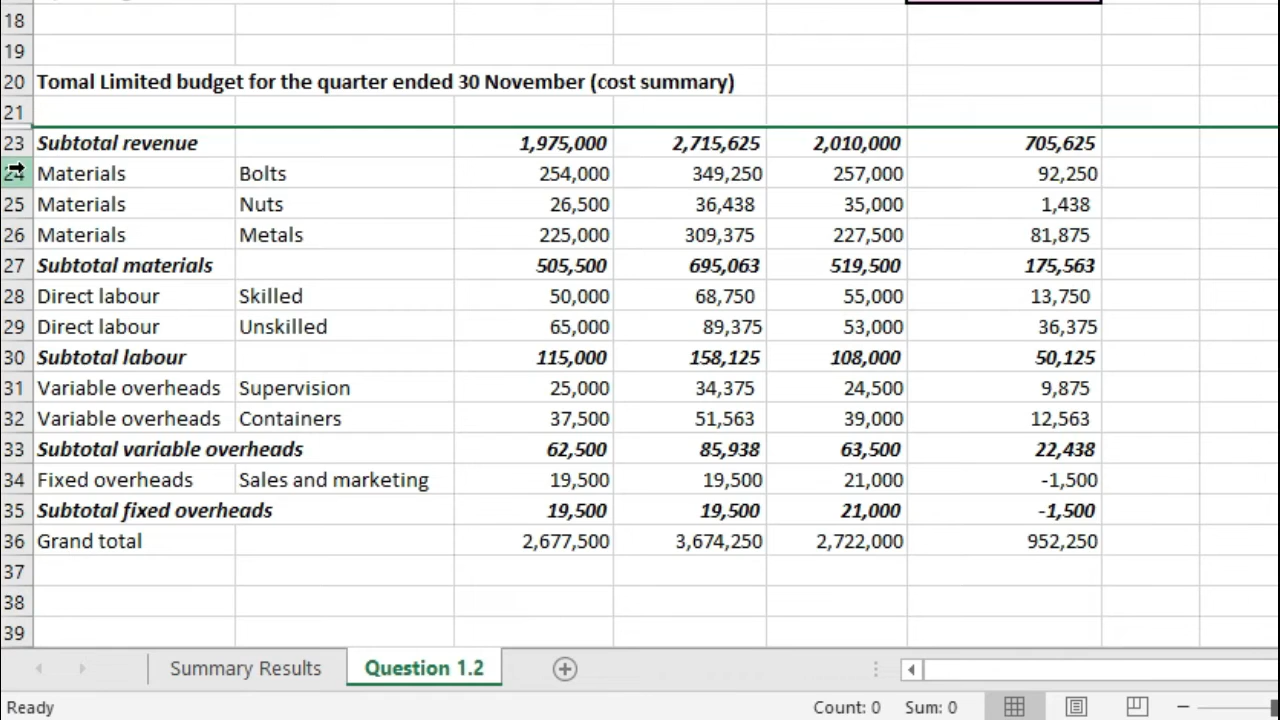 18
19
20 Tomal Limited budget for the quarter ended 30 November (cost summary)
21
23 Subtotal revenue 1,975,000 2,715,625 2,010,000 705,625
24 Materials Bolts 254,000 349,250 257,000 92,250
25 Materials Nuts 26,500 36,438 35,000 1,438
26 Materials Metals 225,000 309,375 227,500 81,875
27 Subtotal materials 505,500 695,063 519,500 175,563
28 Direct labour Skilled 50,000 68,750 55,000 13,750
29 Direct labour Unskilled 65,000 89,375 53,000 36,375
30 Subtotal labour 115,000 158,125 108,000 50,125
31 Variable overheads Supervision 25,000 34,375 24,500 9,875
32 Variable overheads Containers 37,500 51,563 39,000 12,563
33 Subtotal variable overheads 62,500 85,938 63,500 22,438
34 Fixed overheads Sales and marketing 19,500 19,500 21,000 -1,500
35 Subtotal fixed overheads 19,500 19,500 21,000 -1,500
36 Grand total 2,677,500 3,674,250 2,722,000 952,250
37
38
39
Summary Results Question 1.2
Ready Count: 0 Sum: 0